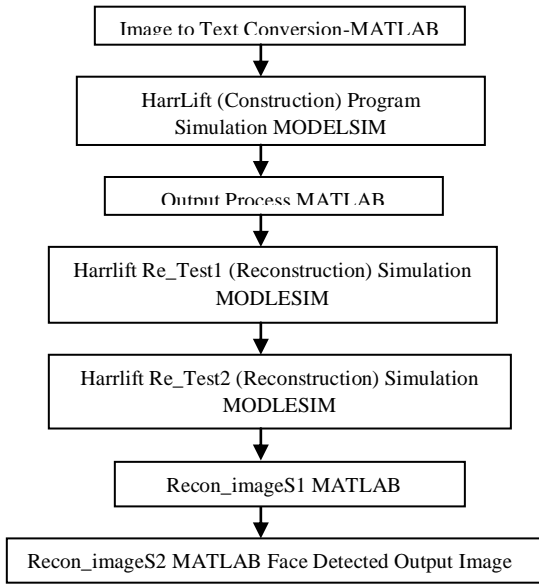 Image to Text Conversion-MATLAB
HarrLift (Construction) Program
Simulation MODELSIM
Output Process MATLAB
Harrlift Re_Test1 (Reconstruction) Simulation
MODLESIM
Harrlift Re_Test2 (Reconstruction) Simulation
MODLESIM
Recon_imageS1 MATLAB
Recon_imageS2 MATLAB Face Detected Output Image